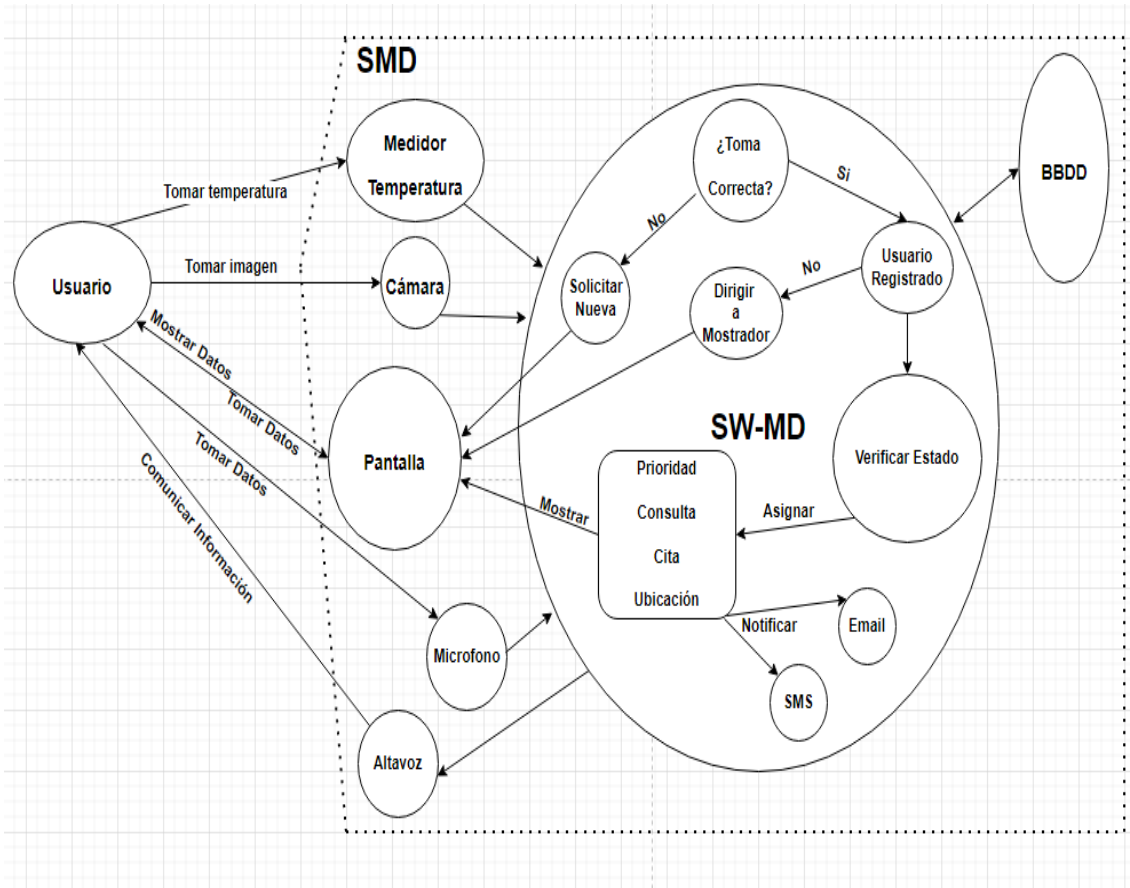 SMD
Medidor
Temperatura
¿Toma
Correcta?
Si
BBDD
Tomar temperatura
No
Usuario
Registrado
Tomar imagen
No
Usuario
Cámara
Solicitar
Nueva
Dirigir
a
Mostrador
Mostrar Datos
Tomar Datos
Tomar Datos
SW-MD
Pantalla
Verificar Estado
Prioridad
Consulta
Cita
Ubicación
Mostrar
Asignar
Comunicar Información
Notificar
Email
Microfono
SMS
Altavoz